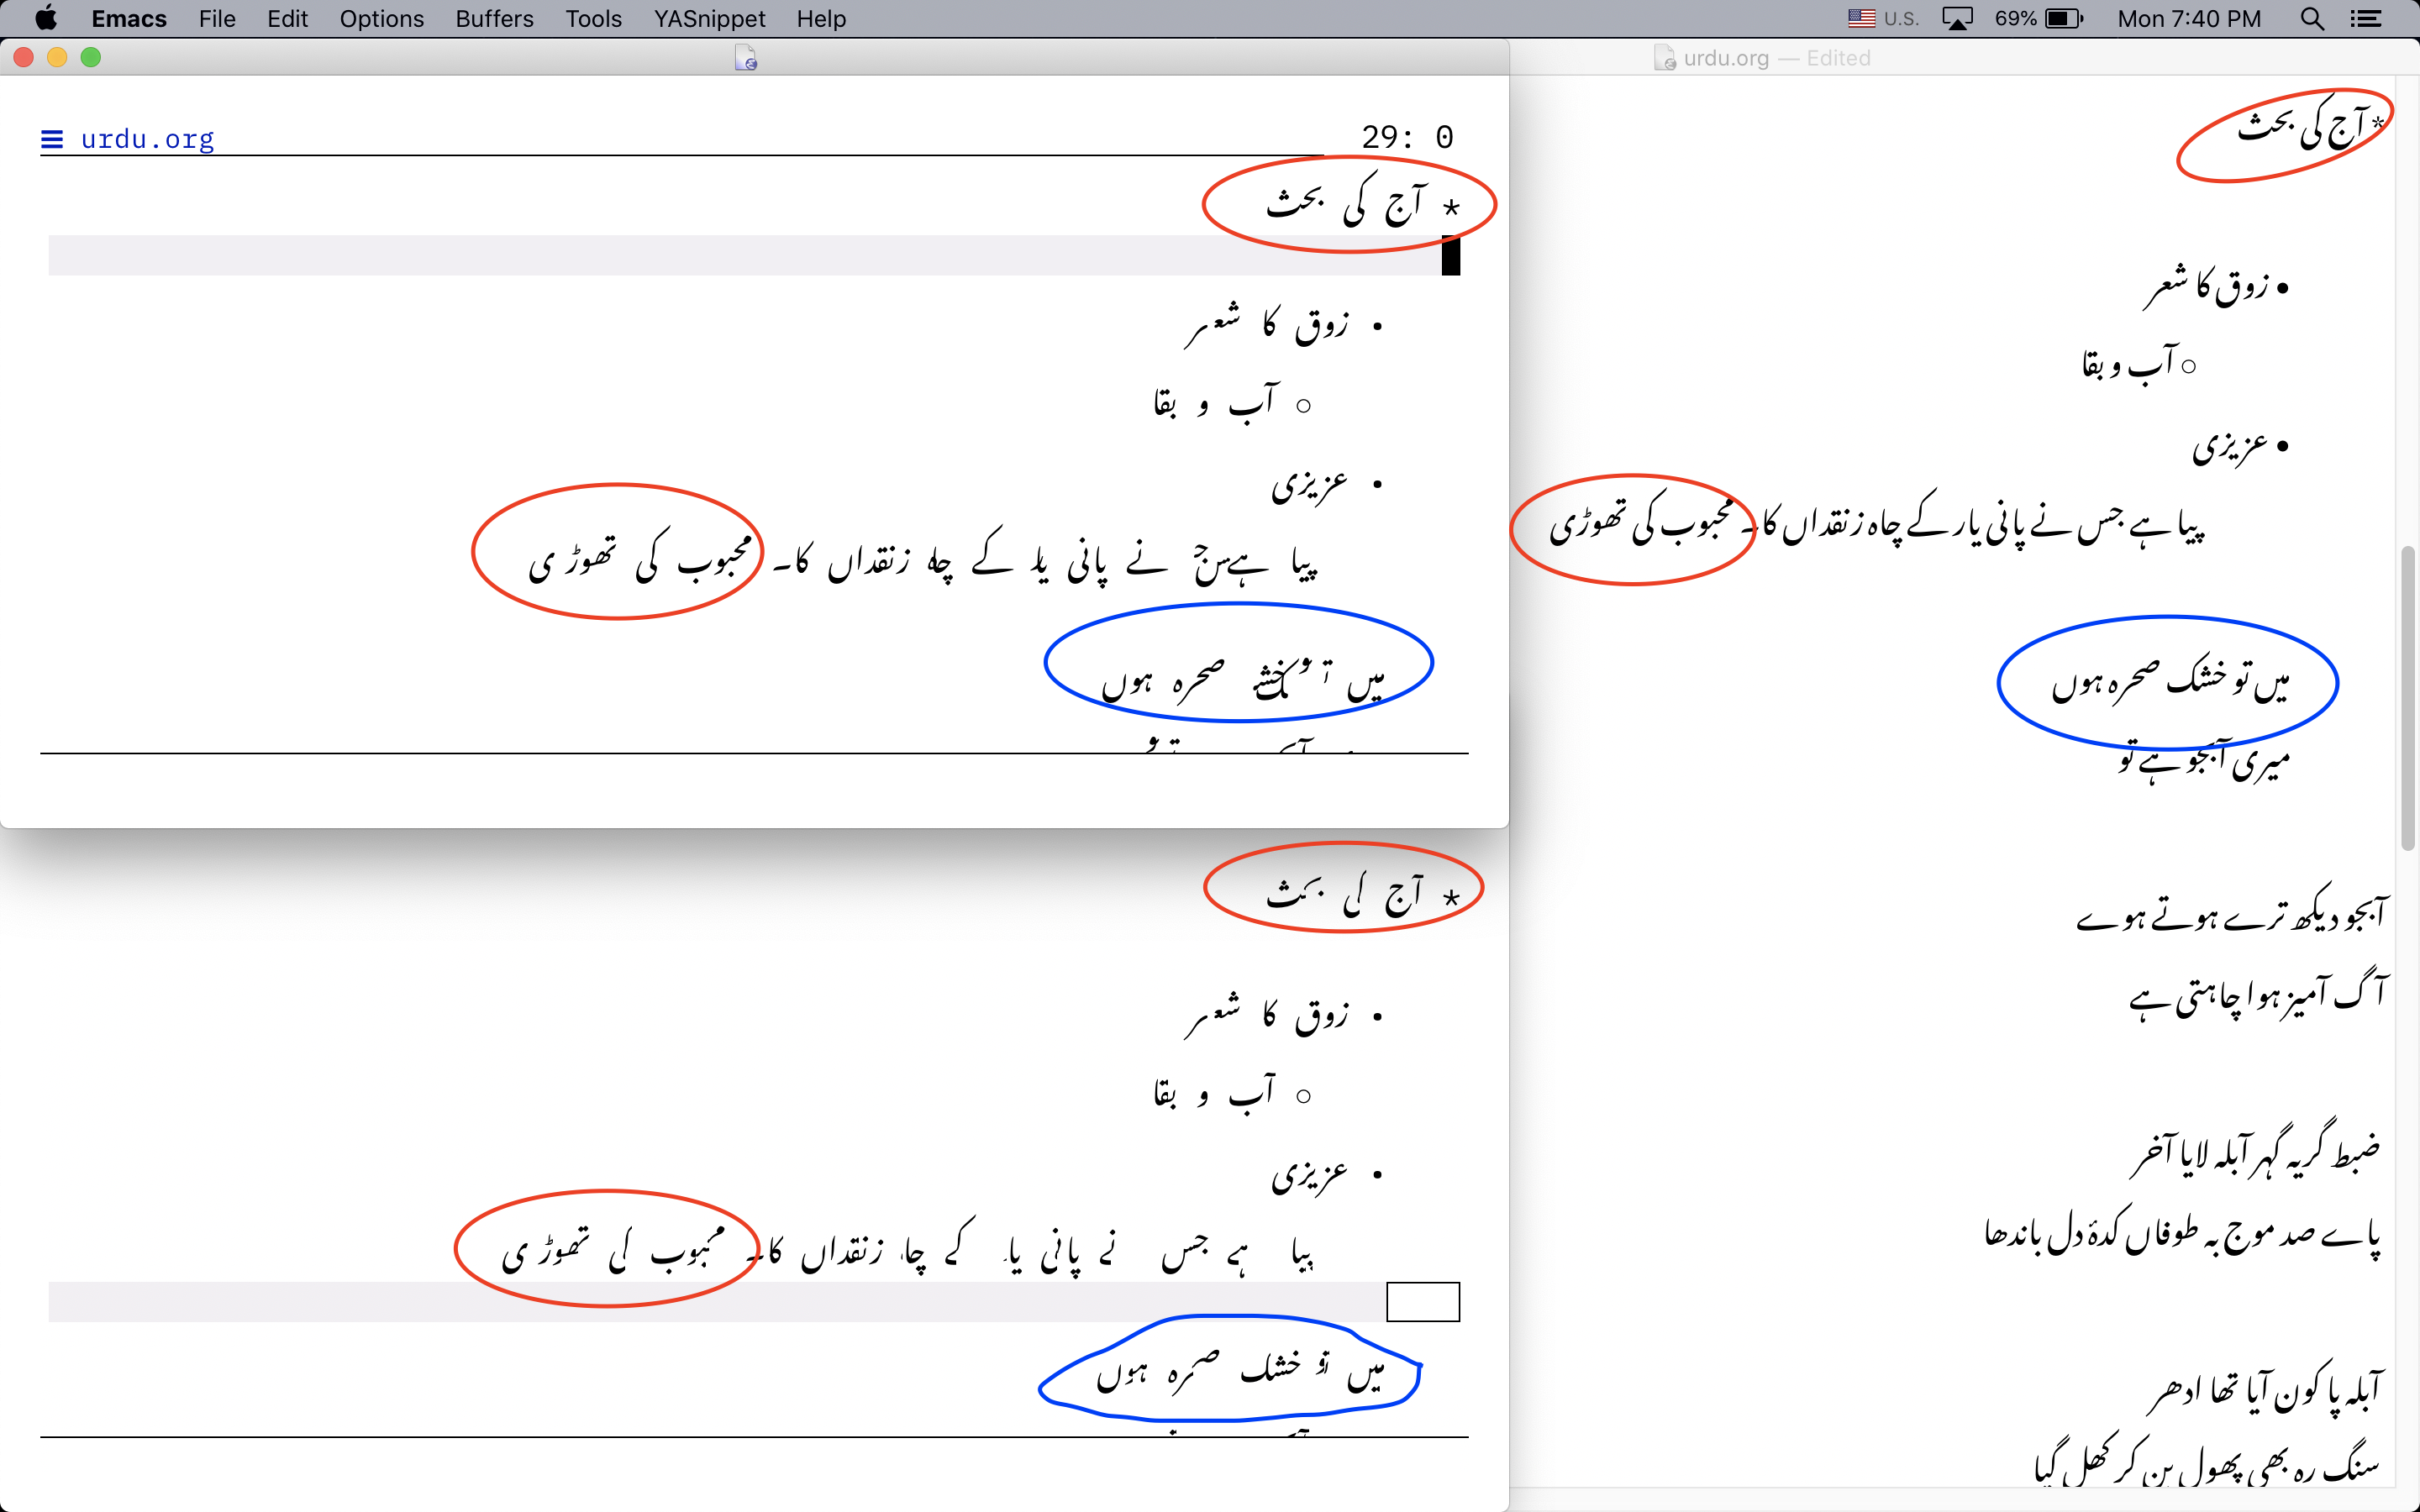 Emacs File Edit Options Buffers Tools YASnippet Help
U.S. 69% Mon 7:40 PM
urdu.org
29: 0
* آج کی بحث
• زوق کا شعر
○ آب و بقا
• عزیزی
پیا ہے جس نے پانی یار کے چاہ زنقداں کا۔ محبوب کی تھوڑی
میں تو خشک صحرہ ہوں
* آج کی بحث
• زوق کا شعر
○ آب و بقا
• عزیزی
پیا ہے جس نے پانی یار کے چاہ زنقداں کا۔ محبوب کی تھوڑی
میں تو خشک صحرہ ہوں
urdu.org — Edited
* آج کی بحث
• زوق کا شعر
○ آب و بقا
• عزیزی
پیا ہے جس نے پانی یار کے چاہ زنقداں کا۔ محبوب کی تھوڑی
میں تو خشک صحرہ ہوں
میری آبجو ہے تو
آبجو دیکھ ترے ہوتے ہوے
آگ آمیز ہوا چاہتی ہے
ضبط گریہ گہر آبلہ لایا آخر
پاے صد موج بہ طوفاں کدۂ دل باندھا
آبلہ پا کون آیا تھا ادھر
سنگ رہ بھی پھول بن کر کھل گیا